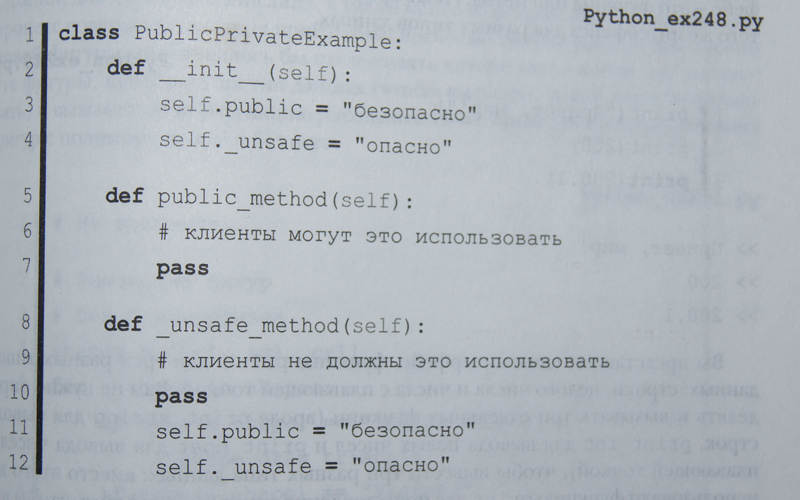 Python_ex248.py
1 class PublicPrivateExample:
2 def __init__(self):
3 self.public = "безопасно"
4 self._unsafe = "опасно"
5 def public_method(self):
6 # клиенты могут это использовать
7 pass
8 def _unsafe_method(self):
9 # клиенты не должны это использовать
10 pass
11 self.public = "безопасно"
12 self._unsafe = "опасно"